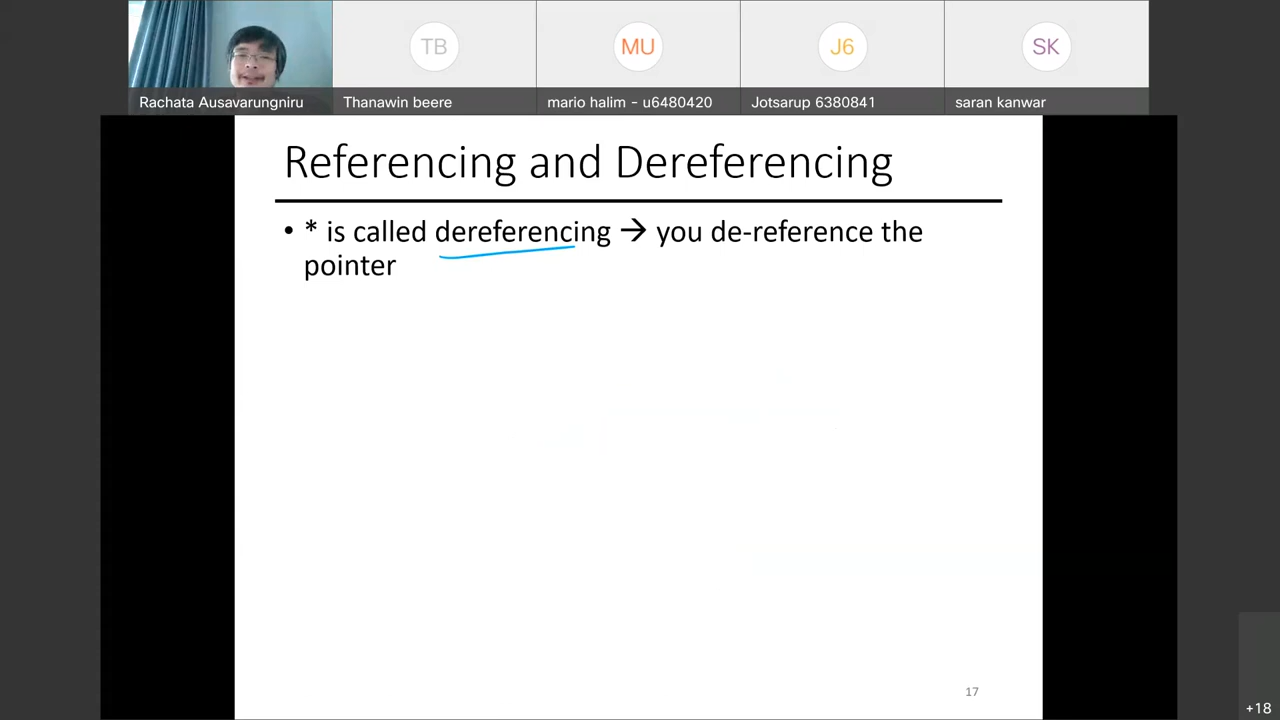 TB
MU
J6
SK
Rachata Ausavarungniru
Thanawin beere
mario halim - u6480420
Jotsarup 6380841
saran kanwar
Referencing and Dereferencing
• * is called dereferencing → you de-reference the
pointer
17
+18